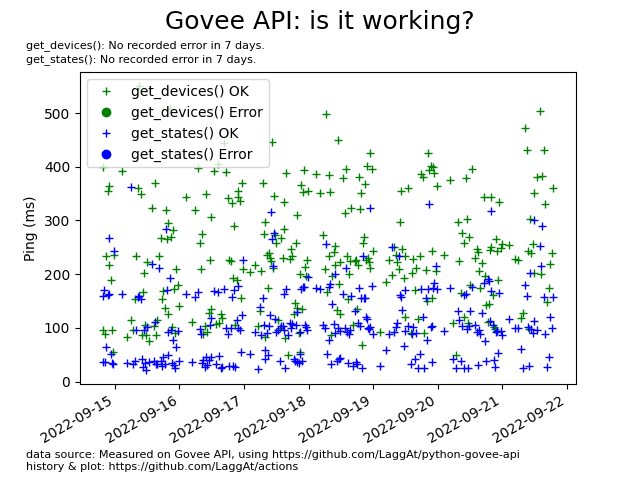 Govee API: is it working?
get_devices(): No recorded error in 7 days.
get_states(): No recorded error in 7 days.
get_devices() OK
get_devices() Error
get_states() OK
get_states() Error
Ping (ms)
500
400
300
200
100
0
2022-09-15
2022-09-16
2022-09-17
2022-09-18
2022-09-19
2022-09-20
2022-09-21
2022-09-22
data source: Measured on Govee API, using https://github.com/LaggAt/python-govee-api
history & plot: https://github.com/LaggAt/actions